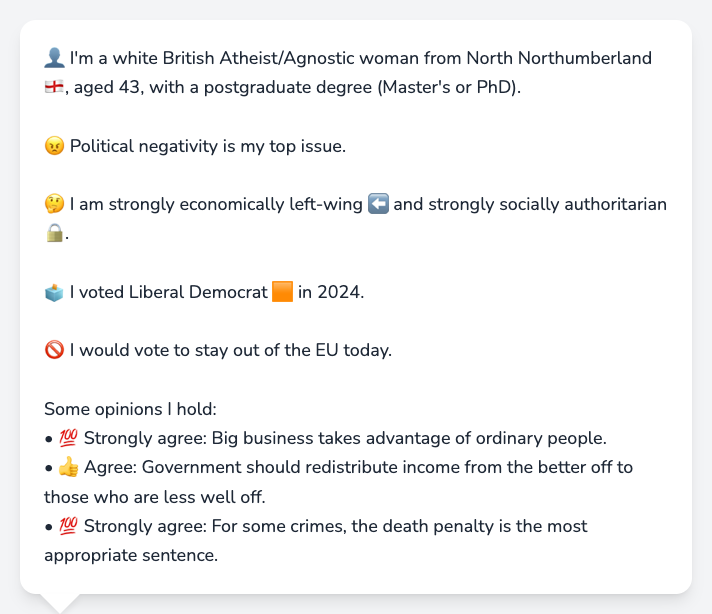 👤 I'm a white British Atheist/Agnostic woman from North Northumberland
🏴󠁧󠁢󠁥󠁮󠁧󠁿, aged 43, with a postgraduate degree (Master's or PhD).
😠 Political negativity is my top issue.
🤔 I am strongly economically left-wing ⬅️ and strongly socially authoritarian
🔒.
🗳️ I voted Liberal Democrat 🟧 in 2024.
🚫 I would vote to stay out of the EU today.
Some opinions I hold:
• 💯 Strongly agree: Big business takes advantage of ordinary people.
• 👍 Agree: Government should redistribute income from the better off to
those who are less well off.
• 💯 Strongly agree: For some crimes, the death penalty is the most
appropriate sentence.